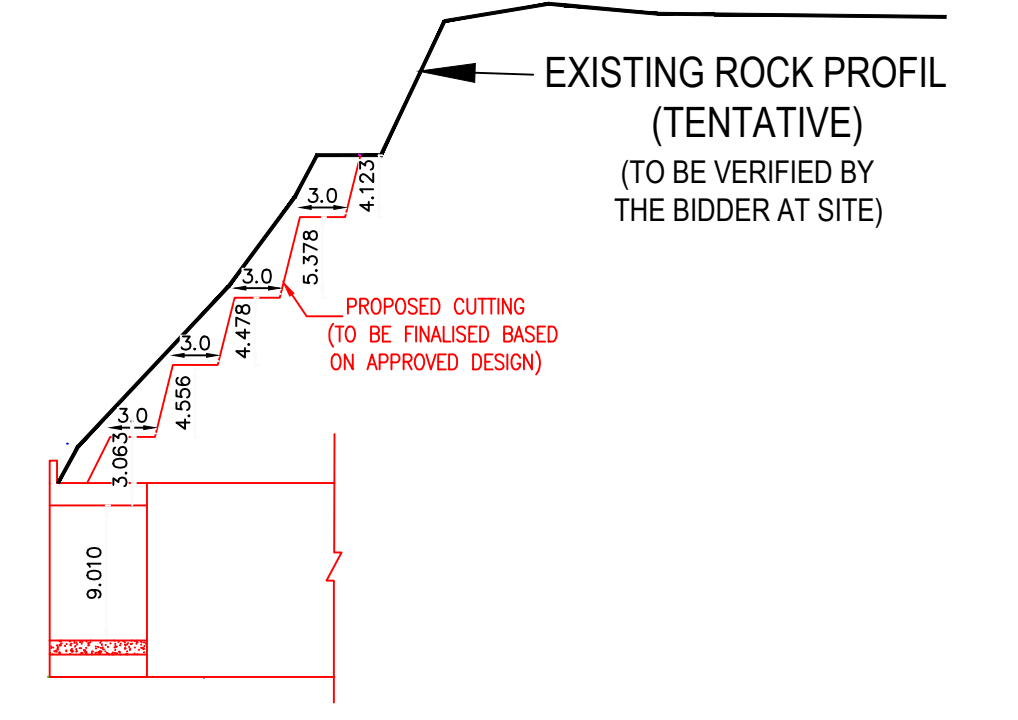 EXISTING ROCK PROFIL
(TENTATIVE)
(TO BE VERIFIED BY
THE BIDDER AT SITE)
4.123
3.0
5.378
3.0
4.478
PROPOSED CUTTING
(TO BE FINALISED BASED
ON APPROVED DESIGN)
3.0
4.556
3.0
3.063
9.010